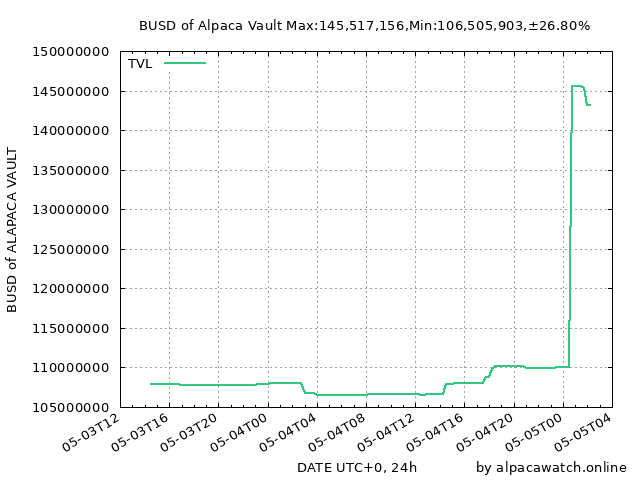 BUSD of Alpaca Vault Max:145,517,156,Min:106,505,903,±26.80%
150000000
TVL
145000000
140000000
135000000
130000000
125000000
120000000
115000000
110000000
105000000
BUSD of ALAPACA VAULT
05-03T12
05-03T16
05-03T20
05-04T00
05-04T04
05-04T08
05-04T12
05-04T16
05-04T20
05-05T00
05-05T04
DATE UTC+0, 24h
by alpacawatch.online